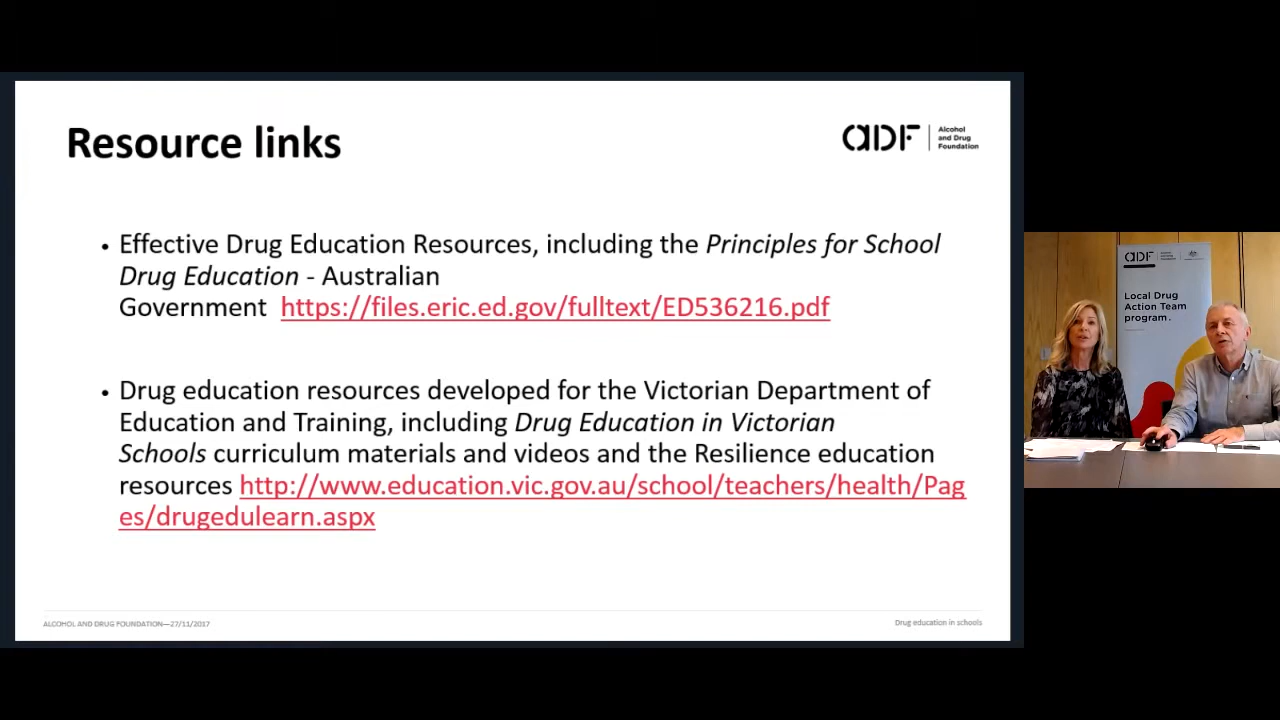 Resource links
ADF
Alcohol
and Drug
Foundation
• Effective Drug Education Resources, including the Principles for School
Drug Education - Australian
Government https://files.eric.ed.gov/fulltext/ED536216.pdf
• Drug education resources developed for the Victorian Department of
Education and Training, including Drug Education in Victorian
Schools curriculum materials and videos and the Resilience education
resources http://www.education.vic.gov.au/school/teachers/health/Pag
es/drugedulearn.aspx
ALCOHOL AND DRUG FOUNDATION—27/11/2017
Drug education in schools
ADF
Local Drug
Action Team
program.